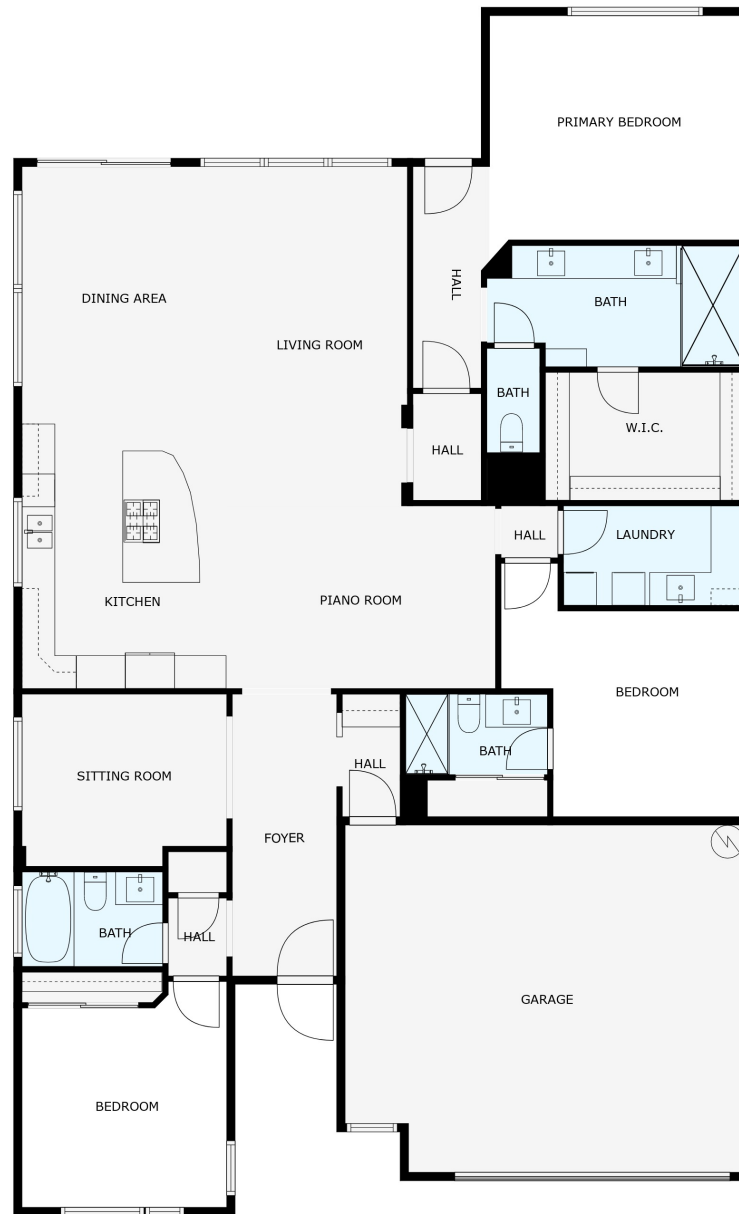 PRIMARY BEDROOM
HALL
DINING AREA
BATH
LIVING ROOM
BATH
W.I.C.
HALL
HALL
LAUNDRY
KITCHEN
PIANO ROOM
BEDROOM
BATH
HALL
SITTING ROOM
FOYER
BATH
HALL
GARAGE
BEDROOM